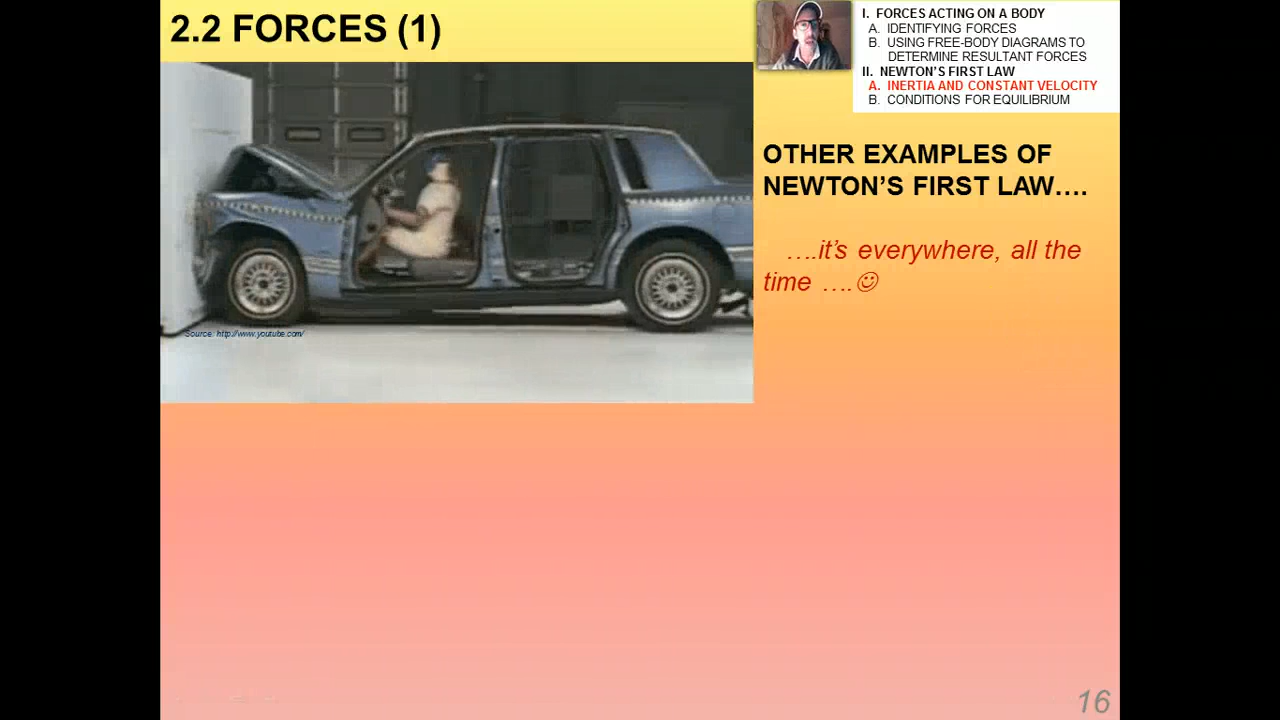 2.2 FORCES (1)
I. FORCES ACTING ON A BODY
A. IDENTIFYING FORCES
B. USING FREE-BODY DIAGRAMS TO
DETERMINE RESULTANT FORCES
II. NEWTON'S FIRST LAW
A. INERTIA AND CONSTANT VELOCITY
B. CONDITIONS FOR EQUILIBRIUM
OTHER EXAMPLES OF
NEWTON'S FIRST LAW....
....it's everywhere, all the
time ....☺
Source: http://www.youtube.com/
16